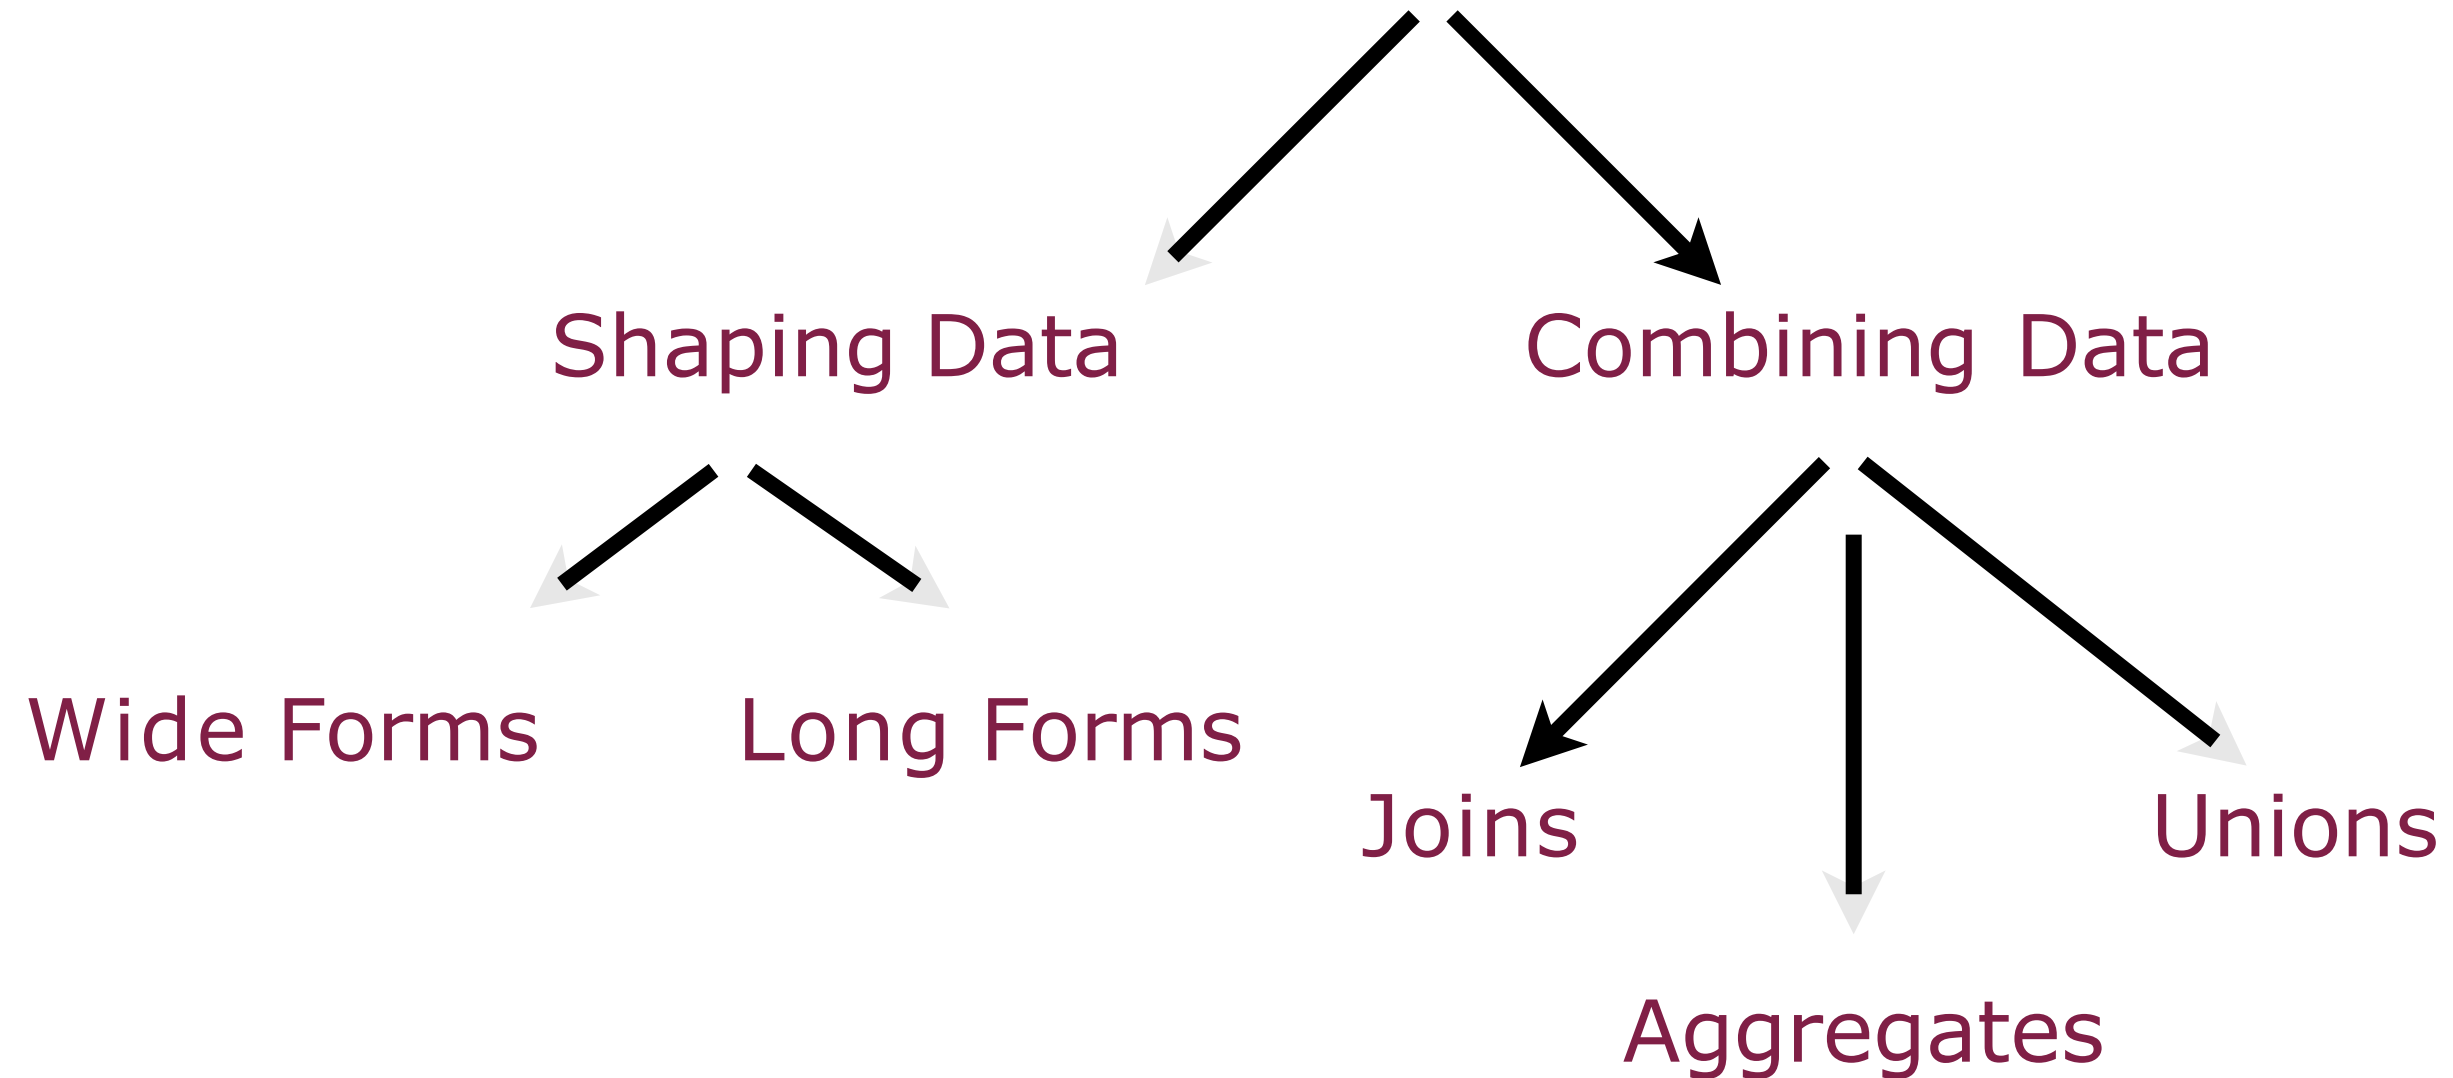 Shaping Data
Combining Data
Wide Forms
Long Forms
Joins
Unions
Aggregates